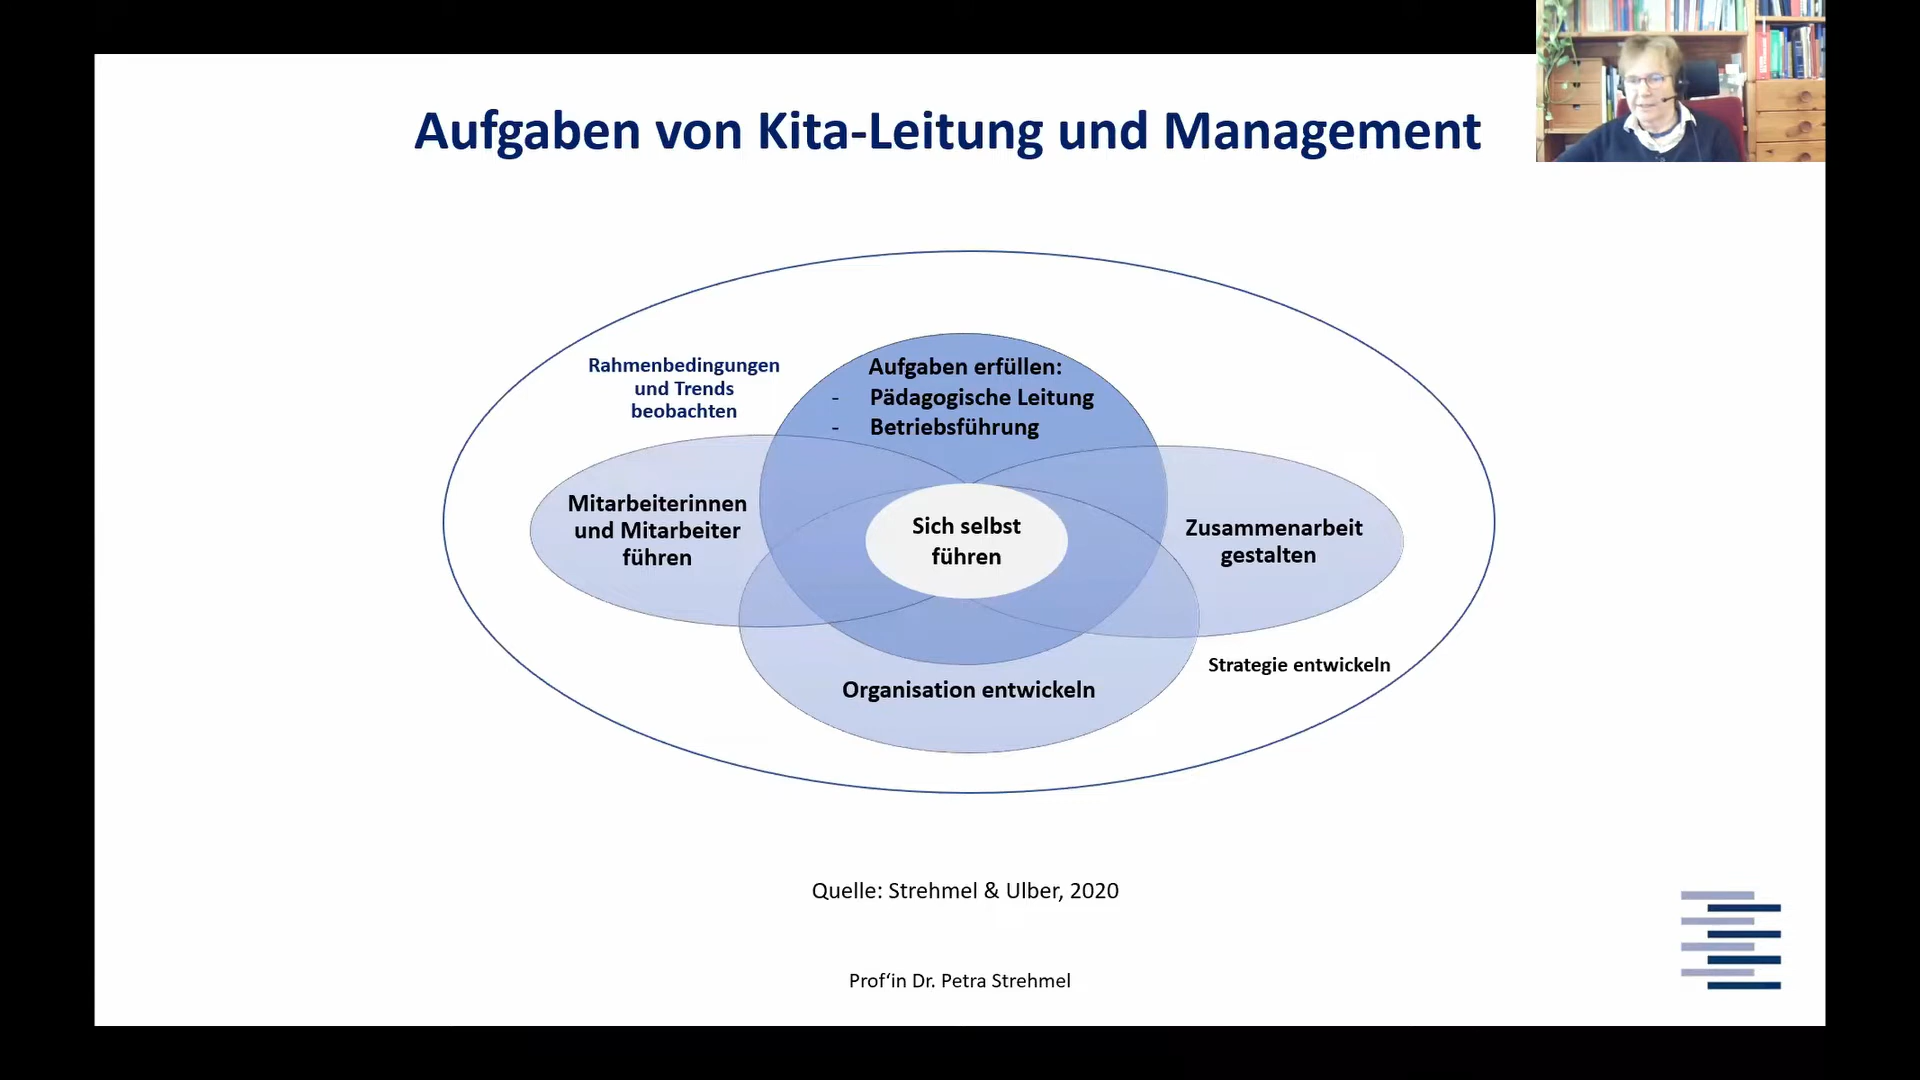 Aufgaben von Kita-Leitung und Management
Rahmenbedingungen
und Trends
beobachten
Aufgaben erfüllen:
- Pädagogische Leitung
- Betriebsführung
Mitarbeiterinnen
und Mitarbeiter
führen
Sich selbst
führen
Zusammenarbeit
gestalten
Strategie entwickeln
Organisation entwickeln
Quelle: Strehmel & Ulber, 2020
Prof‘in Dr. Petra Strehmel